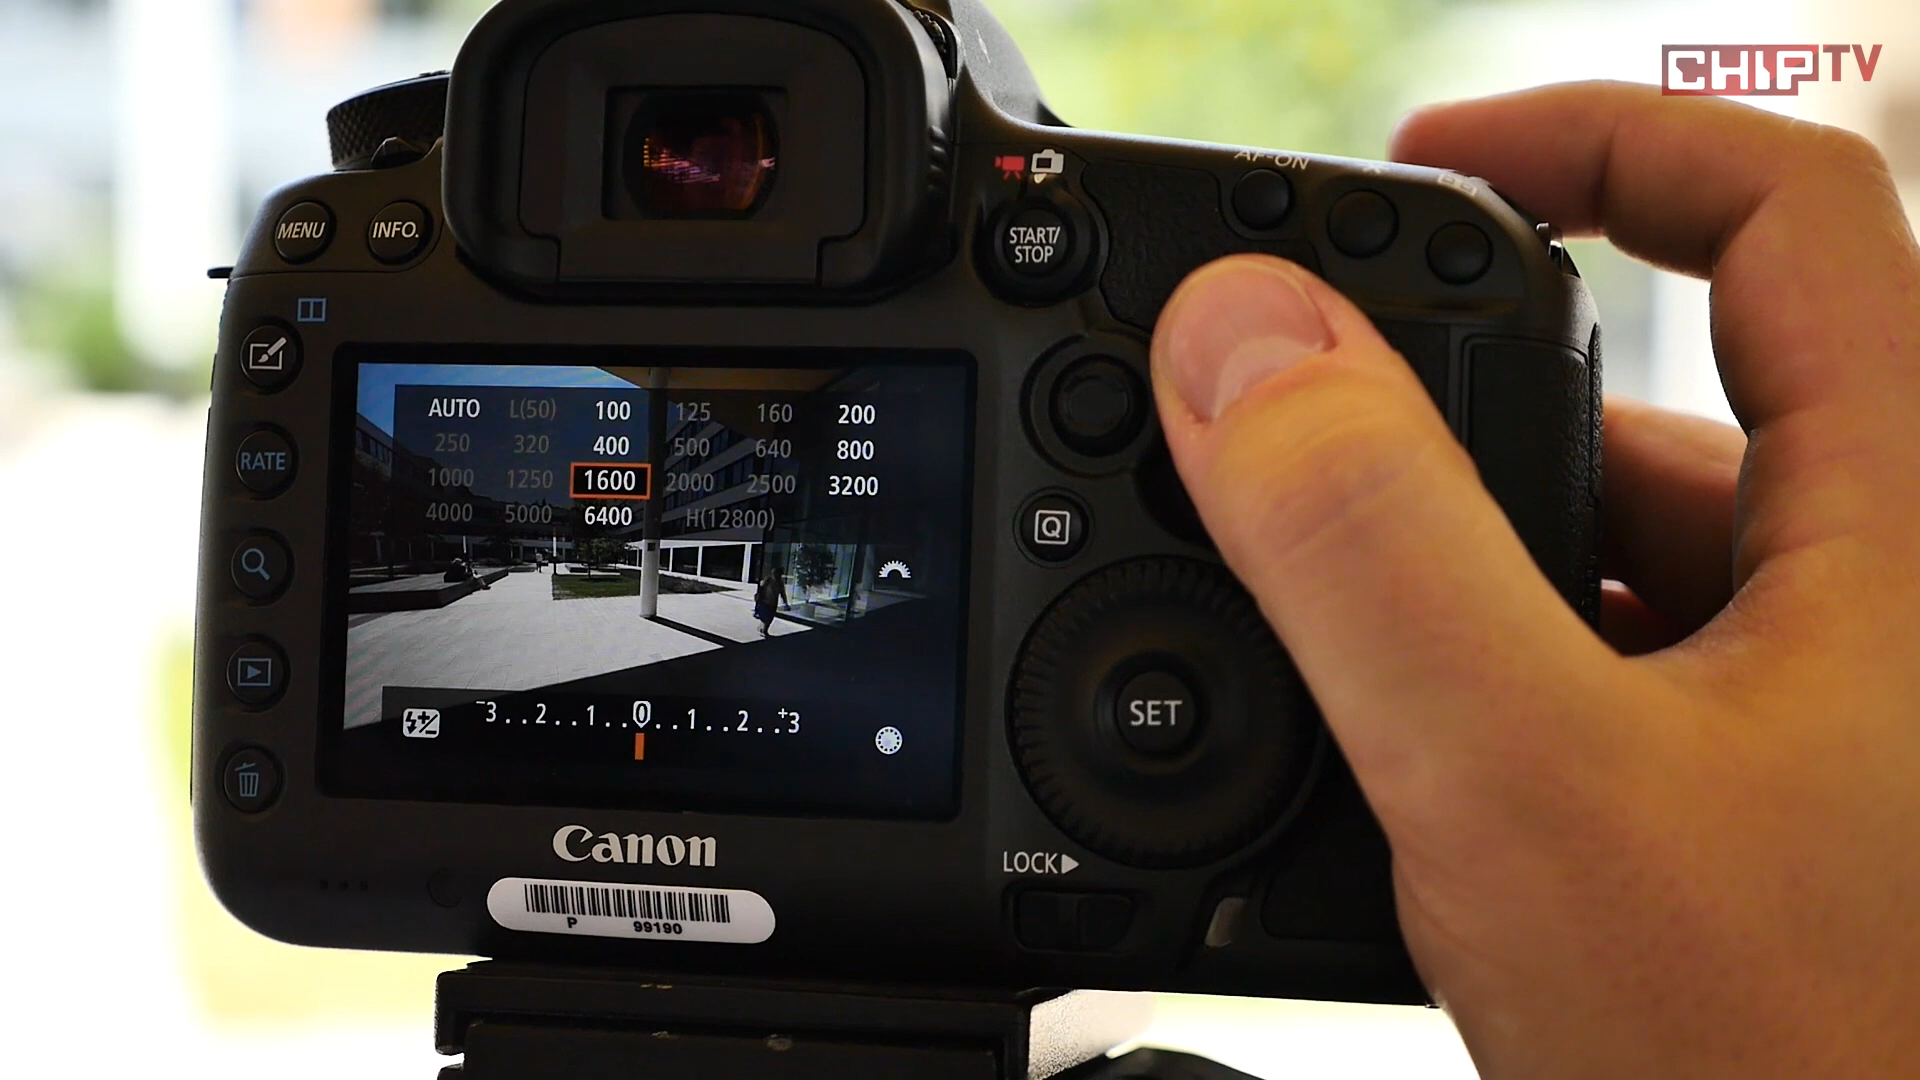 CHIP TV
AF-ON
MENU
INFO.
START/
STOP
RATE
AUTO L(50) 100 125 160 200
250 320 400 500 640 800
1000 1250 1600 2000 2500 3200
4000 5000 6400 H(12800)
Q
-3..2..1..0..1..2..+3
SET
Canon
LOCK▶
P 99190